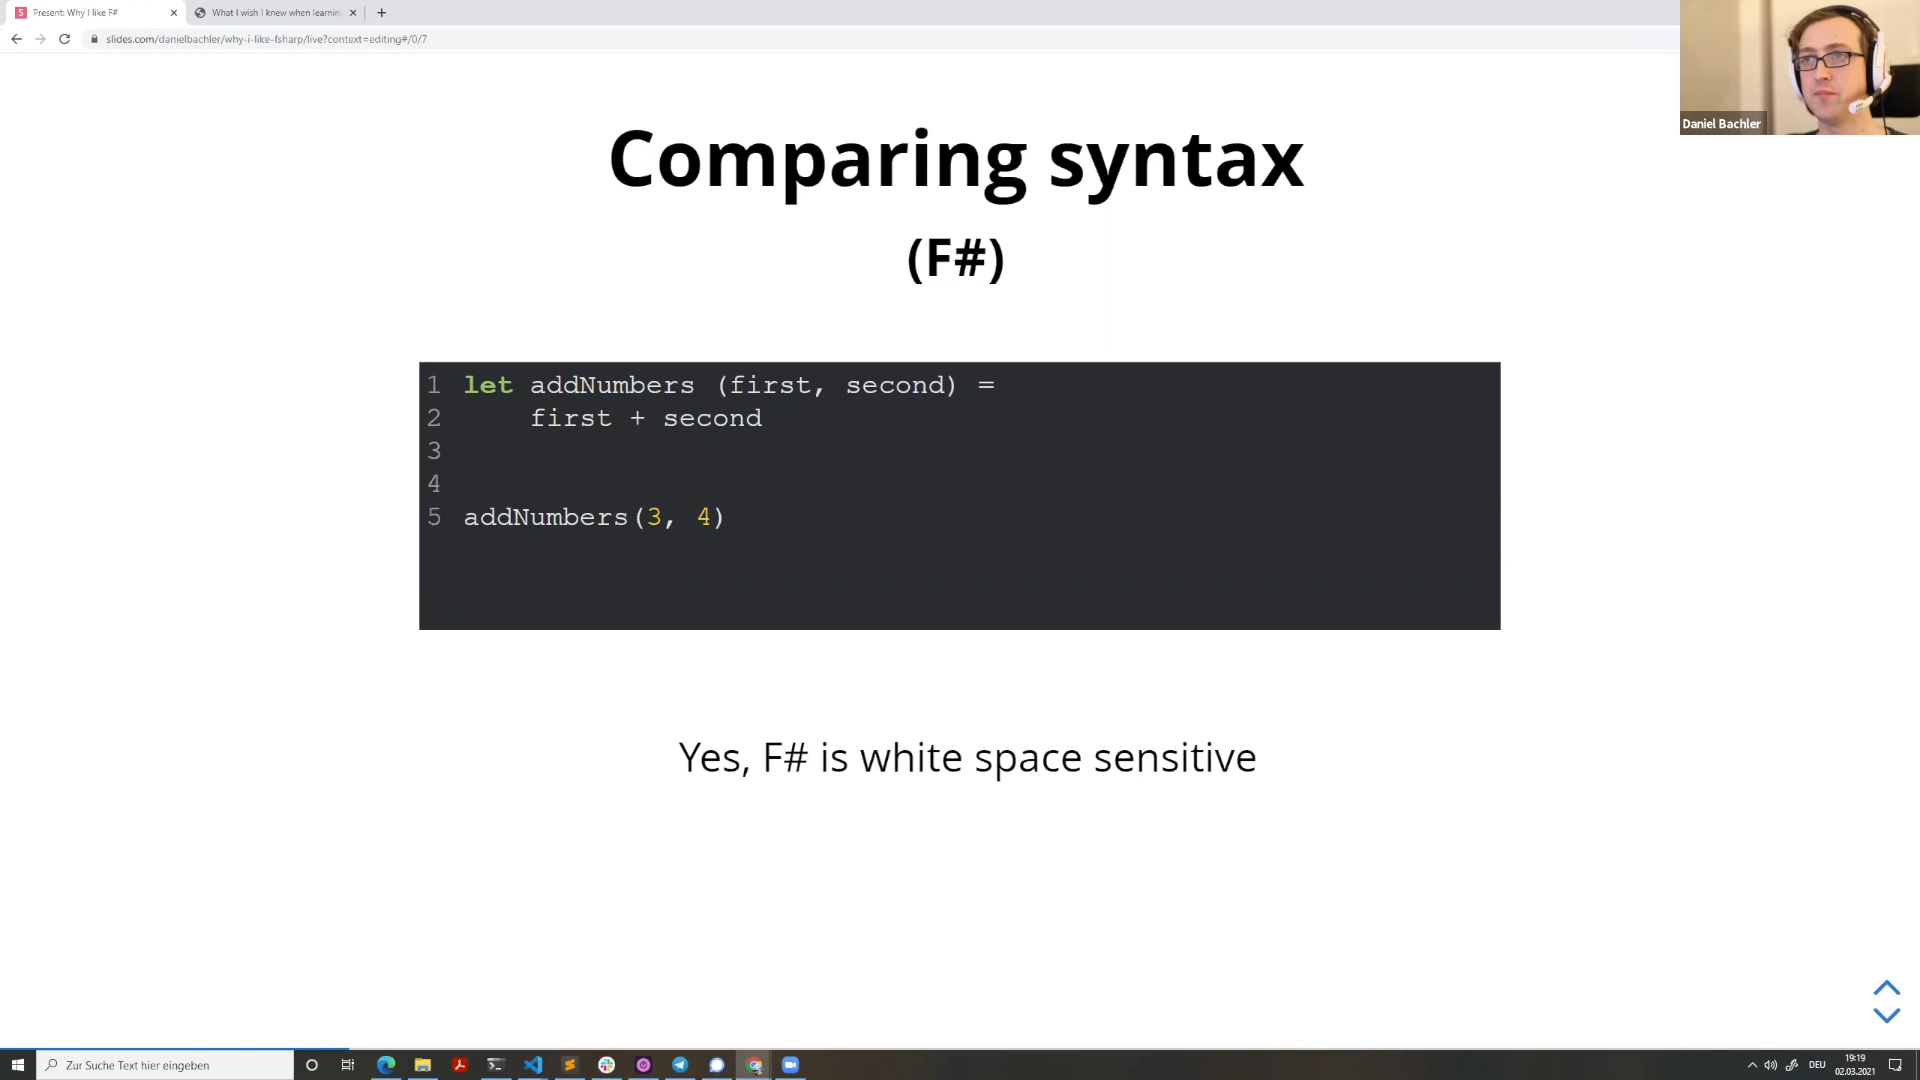 Present: Why I like F#
What I wish I knew when learning
slides.com/danielbachler/why-i-like-fsharp/live?context=editing#/0/7
Daniel Bachler
Comparing syntax
(F#)
1 let addNumbers (first, second) =
2     first + second
3
4
5 addNumbers(3, 4)
Yes, F# is white space sensitive
Zur Suche Text hier eingeben
DEU
19:19
02.03.2021